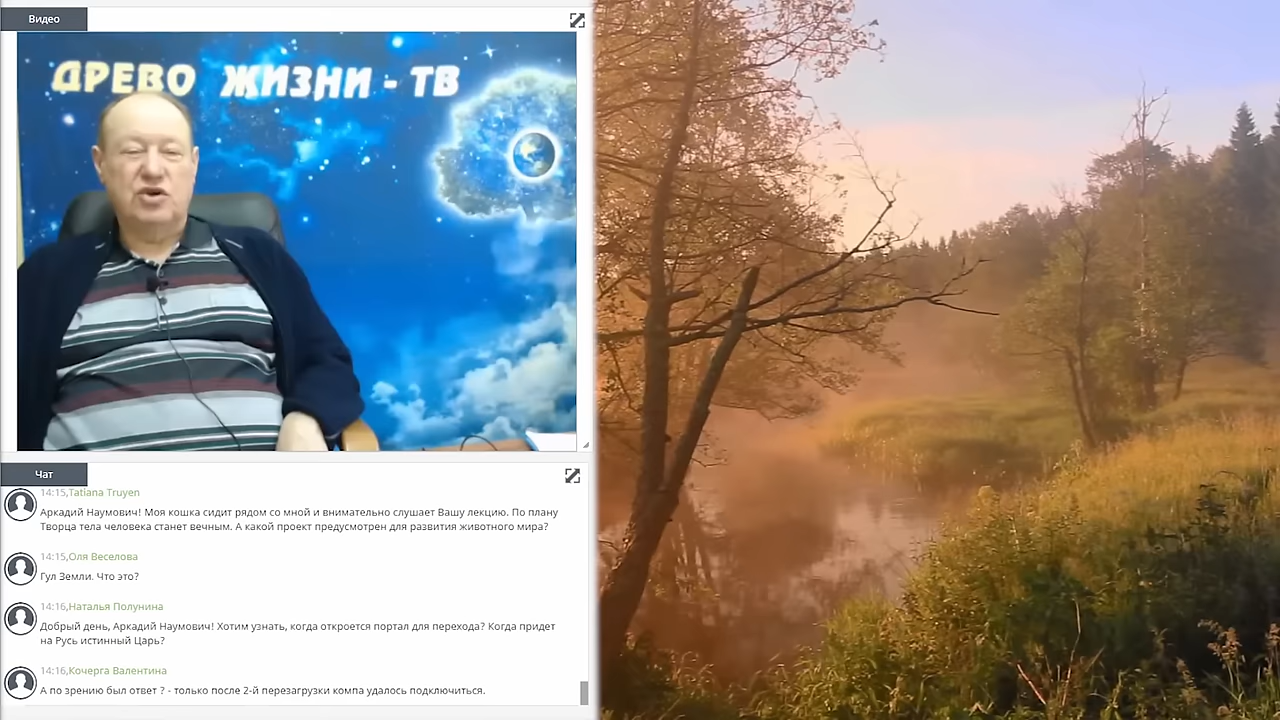 Видео
ДРЕВО ЖИЗНИ - ТВ
Чат
14:15,Tatiana Truyen
Аркадий Наумович! Моя кошка сидит рядом со мной и внимательно слушает Вашу лекцию. По плану
Творца тела человека станет вечным. А какой проект предусмотрен для развития животного мира?
14:15,Оля Веселова
Гул Земли. Что это?
14:16,Наталья Полунина
Добрый день, Аркадий Наумович! Хотим узнать, когда откроется портал для перехода? Когда придет
на Русь истинный Царь?
14:16,Кочерга Валентина
А по зрению был ответ ? - только после 2-й перезагрузки компа удалось подключиться.